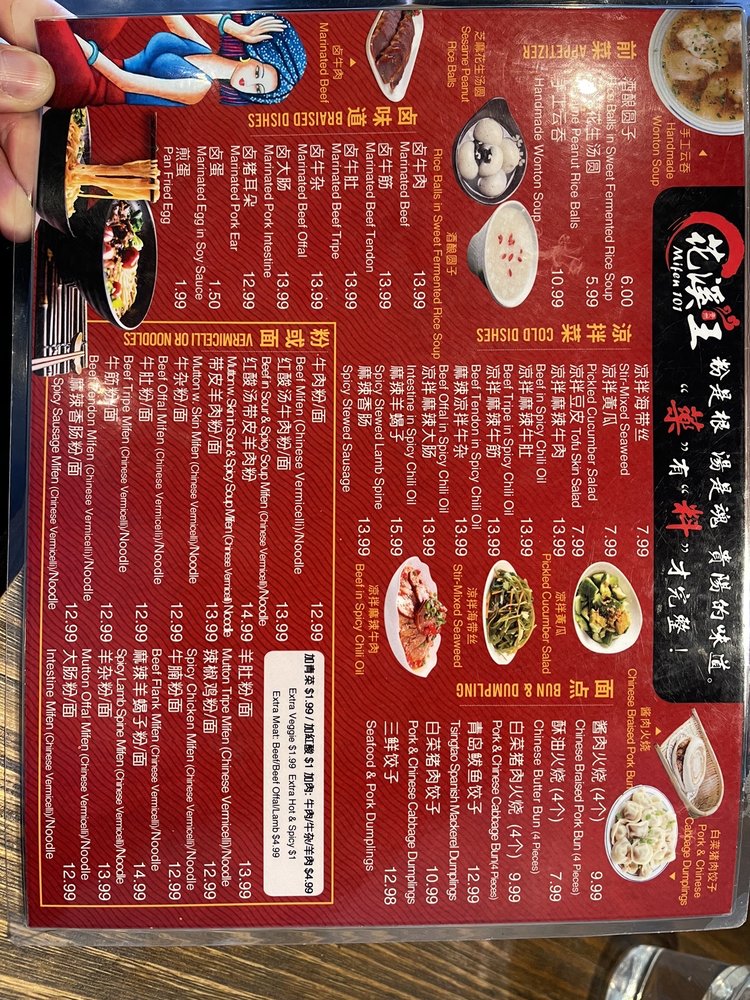 花溪王
Mifen 101
粉是根 湯是魂 貴陽的味道。
“菜”有“料”才完整！
手工云吞
Handmade
Wonton Soup
前菜 APPETIZER
酒酿圆子
Rice Balls in Sweet Fermented Rice Soup 6.00
芝麻花生汤圆
Sesame Peanut Rice Balls 5.99
手工云吞
Handmade Wonton Soup 10.99
芝麻花生汤圆
Sesame Peanut
Rice Balls
酒酿圆子
Rice Balls in Sweet Fermented Rice Soup
卤牛肉
Marinated Beef
卤味道 BRAISED DISHES
卤牛肉
Marinated Beef 13.99
卤牛筋
Marinated Beef Tendon 13.99
卤牛肚
Marinated Beef Tripe 13.99
卤牛杂
Marinated Beef Offal 13.99
卤大肠
Marinated Pork Intestine 13.99
卤猪耳朵
Marinated Pork Ear 12.99
卤蛋
Marinated Egg in Soy Sauce 1.50
煎蛋
Pan Fried Egg 1.99
凉拌菜 COLD DISHES
凉拌海带丝
Stir-Mixed Seaweed 7.99
凉拌黄瓜
Pickled Cucumber Salad 7.99
凉拌豆皮 Tofu Skin Salad 7.99
凉拌麻辣牛肉
Beef in Spicy Chili Oil 13.99
凉拌麻辣牛肚
Beef Tripe in Spicy Chili Oil 13.99
凉拌麻辣牛筋
Beef Tendon in Spicy Chili Oil 13.99
麻辣凉拌牛杂
Beef Offal in Spicy Chili Oil 13.99
凉拌麻辣大肠
Intestine in Spicy Chili Oil 13.99
麻辣羊蝎子
Spicy Stewed Lamb Spine 15.99
麻辣香肠
Spicy Stewed Sausage 13.99
凉拌黄瓜
Pickled Cucumber Salad
凉拌海带丝
Stir-Mixed Seaweed
凉拌麻辣牛肉
Beef in Spicy Chili Oil
酱肉火烧
Chinese Braised Pork Bun
白菜猪肉饺子
Pork & Chinese
Cabbage Dumplings
面点 BUN & DUMPLING
酱肉火烧 (4个)
Chinese Braised Pork Bun (4 Pieces) 9.99
酥油火烧 (4个)
Chinese Butter Bun (4 Pieces) 7.99
白菜猪肉火烧 (4个)
Pork & Chinese Cabbage Bun (4 Pieces) 9.99
青岛鲅鱼饺子
Tsingtao Spanish Mackerel Dumplings 12.99
白菜猪肉饺子
Pork & Chinese Cabbage Dumplings 10.99
三鲜饺子
Seafood & Pork Dumplings 12.98
粉或面 VERMICELLI OR NOODLES
牛肉粉/面
Beef Mifen (Chinese Vermicelli)/Noodle 12.99
红酸汤牛肉粉/面
Beef in Sour & Spicy Soup Mifen (Chinese Vermicelli)/Noodle 13.99
红酸汤带皮羊肉粉
Mutton w. Skin in Sour & Spicy Soup Mifen (Chinese Vermicelli)/Noodle 14.99
带皮羊肉粉/面
Mutton w. Skin Mifen (Chinese Vermicelli)/Noodle 13.99
牛杂粉/面
Beef Offal Mifen (Chinese Vermicelli)/Noodle 12.99
牛肚粉/面
Beef Tripe Mifen (Chinese Vermicelli)/Noodle 12.99
牛筋粉/面
Beef Tendon Mifen (Chinese Vermicelli)/Noodle 12.99
麻辣香肠粉/面
Spicy Sausage Mifen (Chinese Vermicelli)/Noodle 12.99
加青菜 $1.99 / 加红酸 $1 加肉: 牛肉/牛杂/羊肉 $4.99
Extra Veggie $1.99 Extra Hot & Spicy $1
Extra Meat: Beef/Beef Offal/Lamb $4.99
羊肚粉/面
Mutton Tripe Mifen (Chinese Vermicelli)/Noodle 13.99
辣椒鸡粉/面
Spicy Chicken Mifen (Chinese Vermicelli)/Noodle 12.99
牛腩粉/面
Beef Flank Mifen (Chinese Vermicelli)/Noodle 12.99
麻辣羊蝎子粉/面
Spicy Lamb Spine Mifen (Chinese Vermicelli)/Noodle 14.99
羊杂粉/面
Mutton Offal Mifen (Chinese Vermicelli)/Noodle 13.99
大肠粉/面
Intestine Mifen (Chinese Vermicelli)/Noodle 12.99